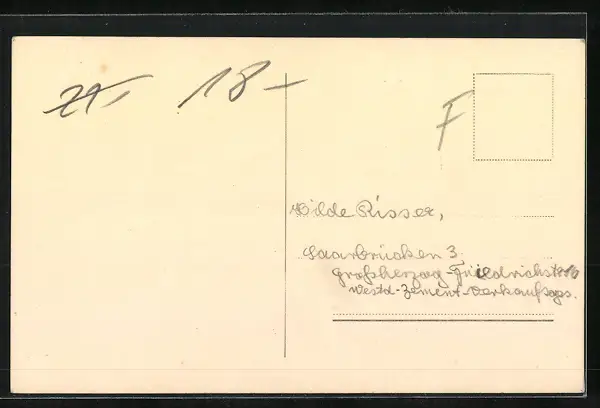 18-
F
Hilde Risser,
Saarbrücken 3
Großherzog-Friedrichstr.
Westd-Zement-Verkaufsges.